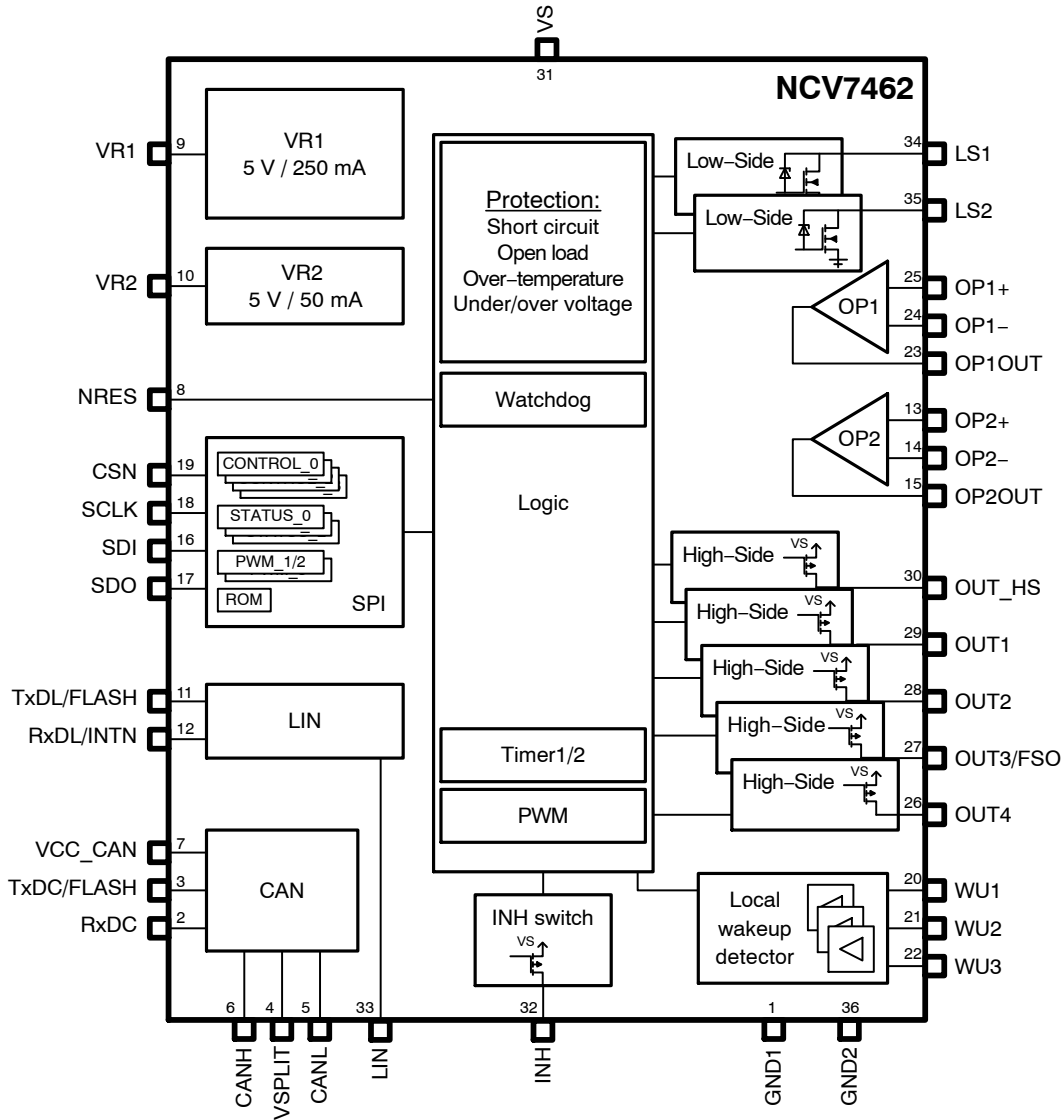 VS
31
NCV7462
VR1
9
VR1
5 V / 250 mA
VR2
10
VR2
5 V / 50 mA
NRES
8
CSN
19
SCLK
18
SDI
16
SDO
17
CONTROL_0
STATUS_0
PWM_1/2
ROM
SPI
TxDL/FLASH
11
RxDL/INTN
12
LIN
VCC_CAN
7
TxDC/FLASH
3
RxDC
2
CAN
Protection:
Short circuit
Open load
Over−temperature
Under/over voltage
Watchdog
Logic
Timer1/2
PWM
INH switch
VS
Low−Side
34
LS1
Low−Side
35
LS2
OP1
25
OP1+
24
OP1−
23
OP1OUT
OP2
13
OP2+
14
OP2−
15
OP2OUT
High−Side
VS
30
OUT_HS
High−Side
VS
29
OUT1
High−Side
VS
28
OUT2
High−Side
VS
27
OUT3/FSO
High−Side
VS
26
OUT4
Local
wakeup
detector
20
WU1
21
WU2
22
WU3
6
4
5
33
32
1
36
CANH
VSPLIT
CANL
LIN
INH
GND1
GND2